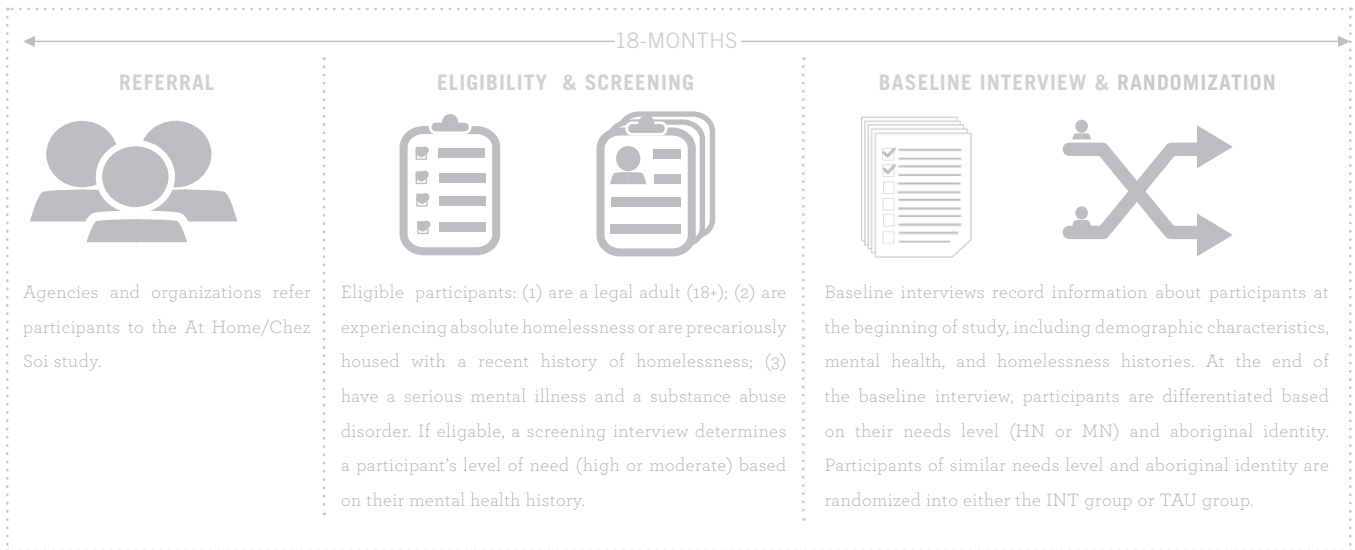 18-MONTHS
REFERRAL
Agencies and organizations refer
participants to the At Home/Chez
Soi study.
ELIGIBILITY & SCREENING
Eligible participants: (1) are a legal adult (18+); (2) are
experiencing absolute homelessness or are precariously
housed with a recent history of homelessness; (3)
have a serious mental illness and a substance abuse
disorder. If eligable, a screening interview determines
a participant's level of need (high or moderate) based
on their mental health history.
BASELINE INTERVIEW & RANDOMIZATION
Baseline interviews record information about participants at
the beginning of study, including demographic characteristics,
mental health, and homelessness histories. At the end of
the baseline interview, participants are differentiated based
on their needs level (HN or MN) and aboriginal identity.
Participants of similar needs level and aboriginal identity are
randomized into either the INT group or TAU group.